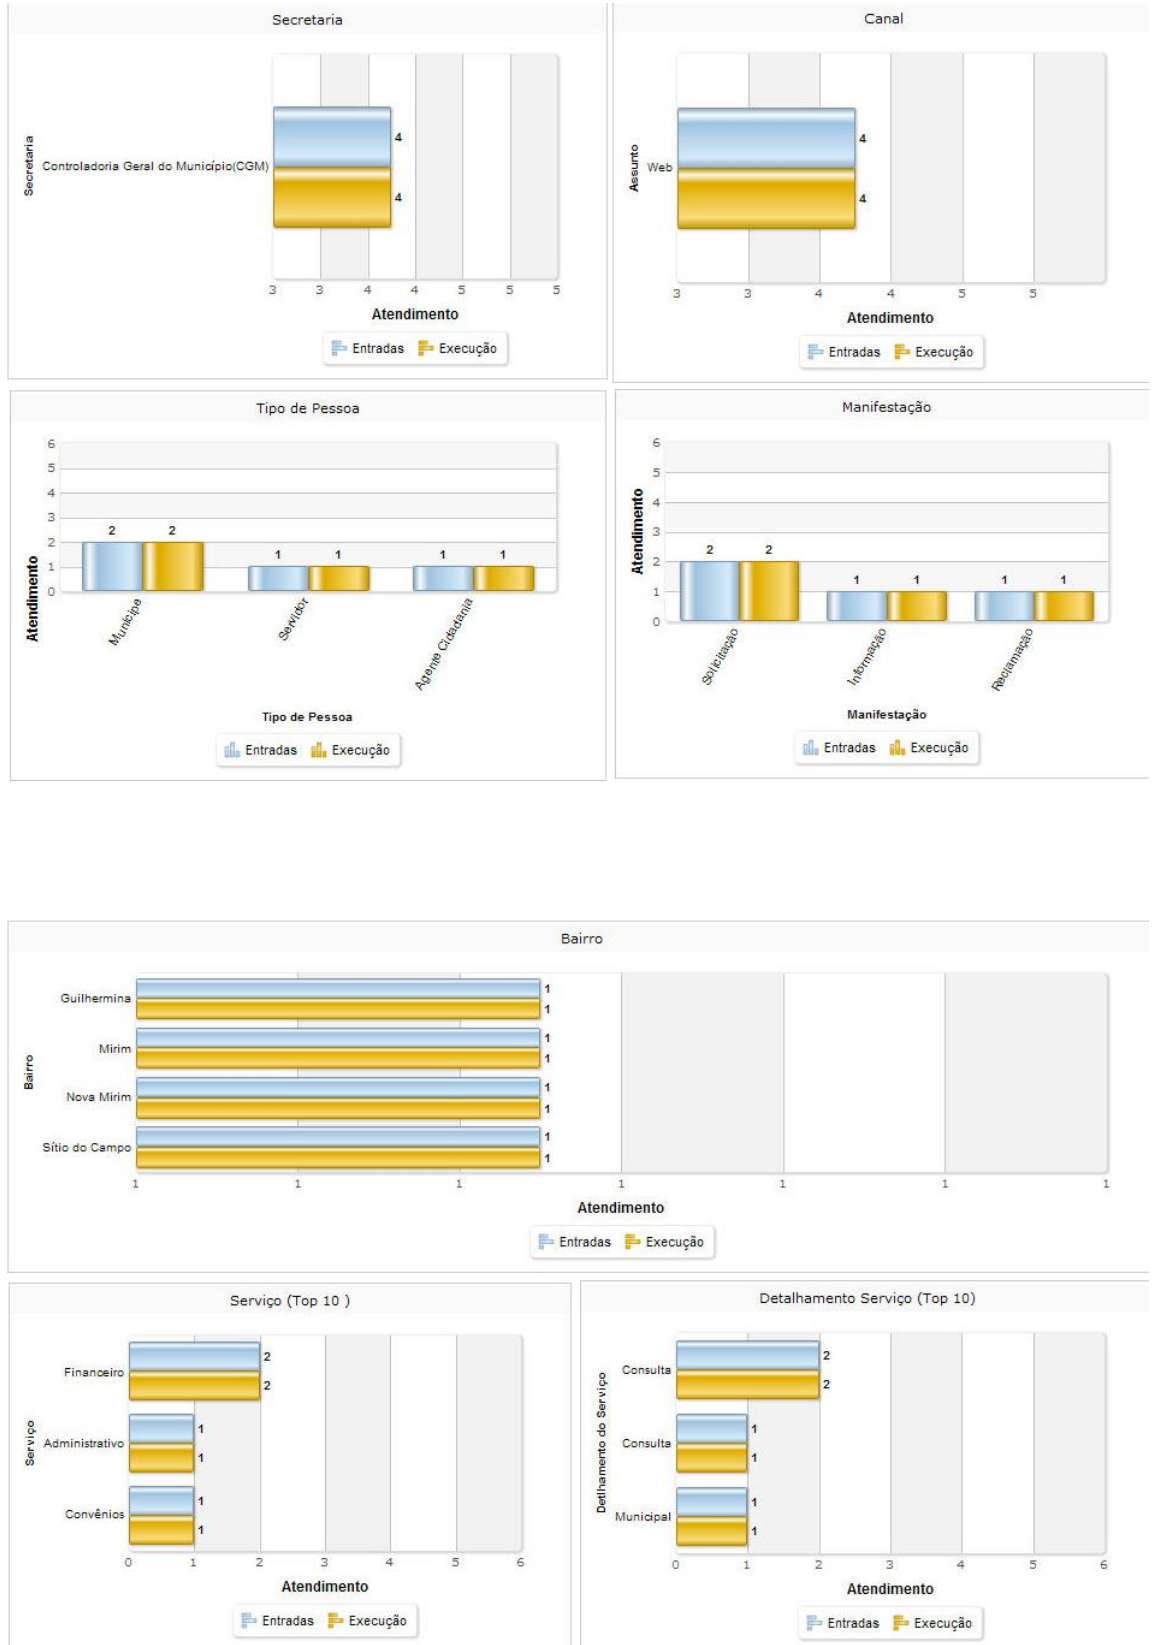 Secretaria
Secretaria
Controladoria Geral do Município(CGM)
4
4
3 3 4 4 5 5 5
Atendimento
Entradas Execução
Canal
Assunto
Web
4
4
3 3 4 4 5 5
Atendimento
Entradas Execução
Tipo de Pessoa
Atendimento
6
5
4
3
2
1
0
2 2 1 1 1 1
Munícipe Servidor Agente Cidadania
Tipo de Pessoa
Entradas Execução
Manifestação
Atendimento
6
5
4
3
2
1
0
2 2 1 1 1 1
Solicitação Informação Reclamação
Manifestação
Entradas Execução
Bairro
Bairro
Guilhermina
1
1
Mirim
1
1
Nova Mirim
1
1
Sítio do Campo
1
1
1 1 1 1 1 1 1
Atendimento
Entradas Execução
Serviço (Top 10 )
Serviço
Financeiro
2
2
Administrativo
1
1
Convênios
1
1
0 1 2 3 4 5 6
Atendimento
Entradas Execução
Detalhamento Serviço (Top 10)
Detlhamento do Serviço
Consulta
2
2
Consulta
1
1
Municipal
1
1
0 1 2 3 4 5 6
Atendimento
Entradas Execução